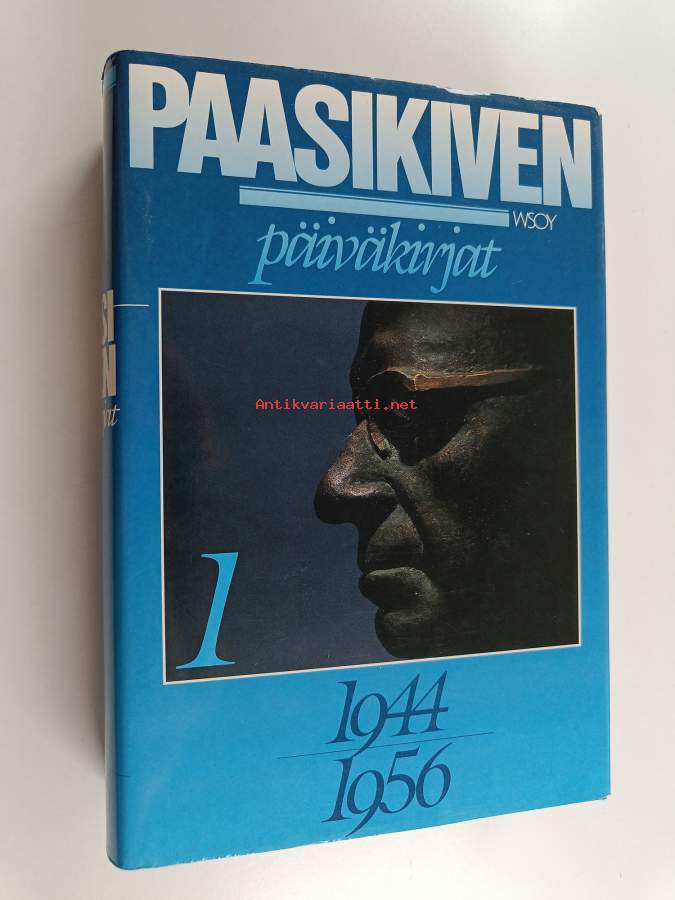 PAASIKIVEN
WSOY
päiväkirjat
Antikvariaatti.net
1
1944
1956